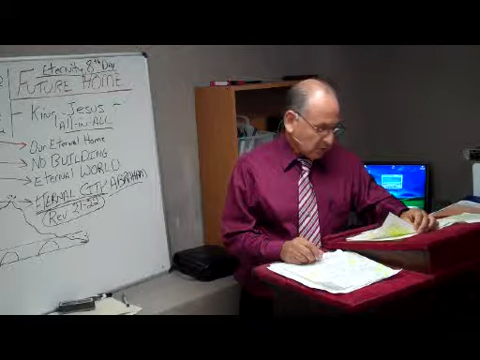 Eternity 8th Day
FUTURE HOME
King Jesus
ALL-in-ALL
Our Eternal Home
NO BUILDING
ETERNAL WORLD
ETERNAL CITY ABRAHAM
Rev 21-22